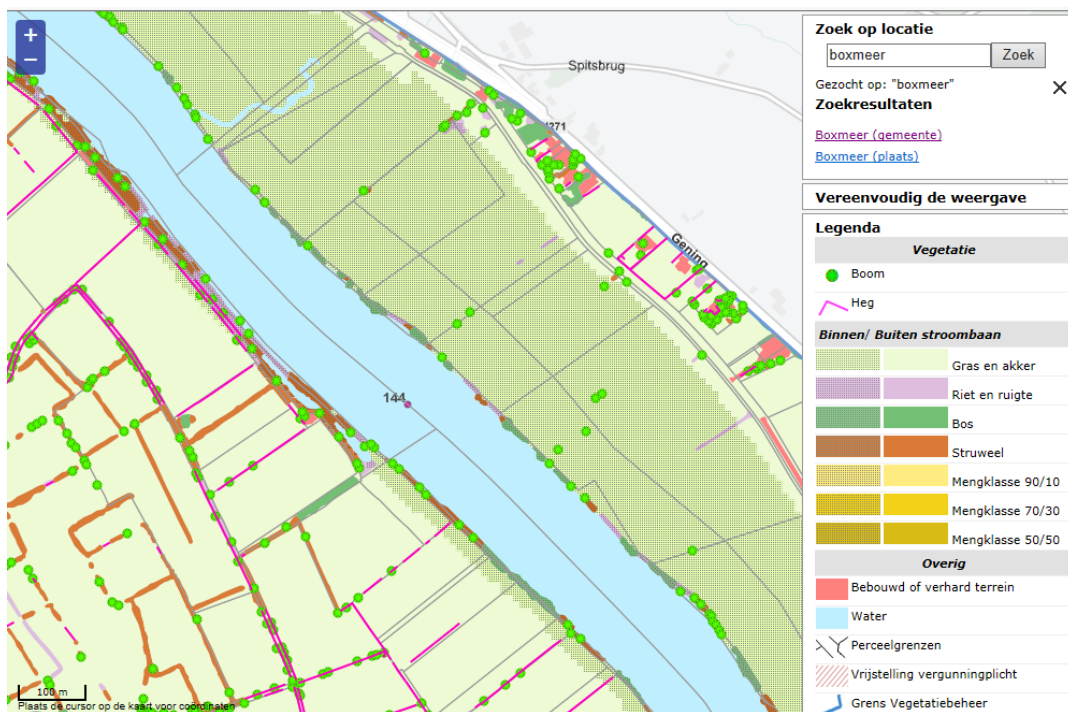 +
−
Spitsbrug
271
Gening
144
100 m
Plaats de cursor op de kaart voor coördinaten
Zoek op locatie
boxmeer Zoek
Gezocht op: "boxmeer"
Zoekresultaten
Boxmeer (gemeente)
Boxmeer (plaats)
Vereenvoudig de weergave
Legenda
Vegetatie
Boom
Heg
Binnen/ Buiten stroombaan
Gras en akker
Riet en ruigte
Bos
Struweel
Mengklasse 90/10
Mengklasse 70/30
Mengklasse 50/50
Overig
Bebouwd of verhard terrein
Water
Perceelgrenzen
Vrijstelling vergunningplicht
Grens Vegetatiebeheer